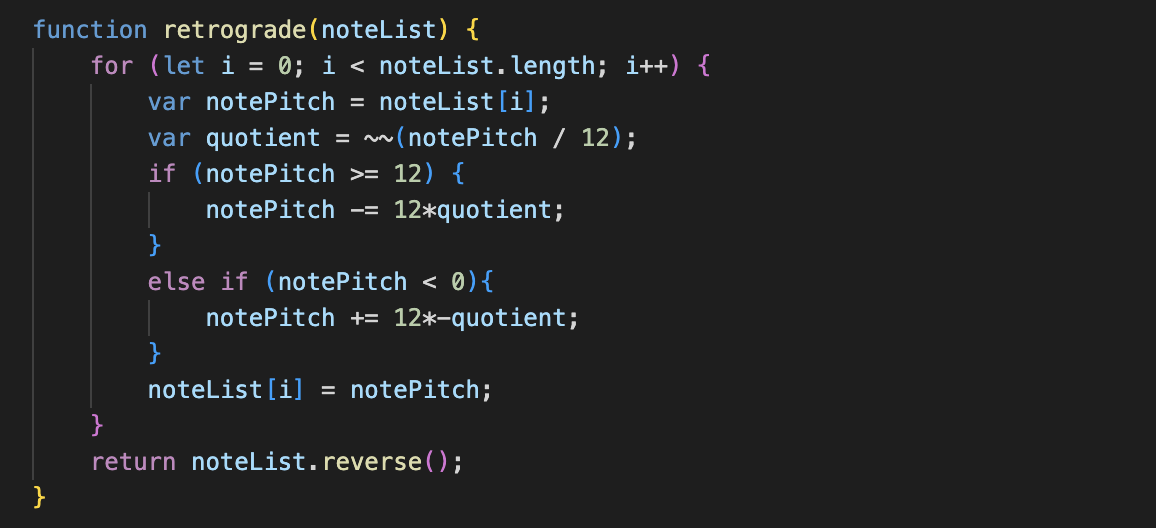 function retrograde(noteList) {
    for (let i = 0; i < noteList.length; i++) {
        var notePitch = noteList[i];
        var quotient = ~~(notePitch / 12);
        if (notePitch >= 12) {
            notePitch -= 12*quotient;
        }
        else if (notePitch < 0){
            notePitch += 12*-quotient;
        }
        noteList[i] = notePitch;
    }
    return noteList.reverse();
}